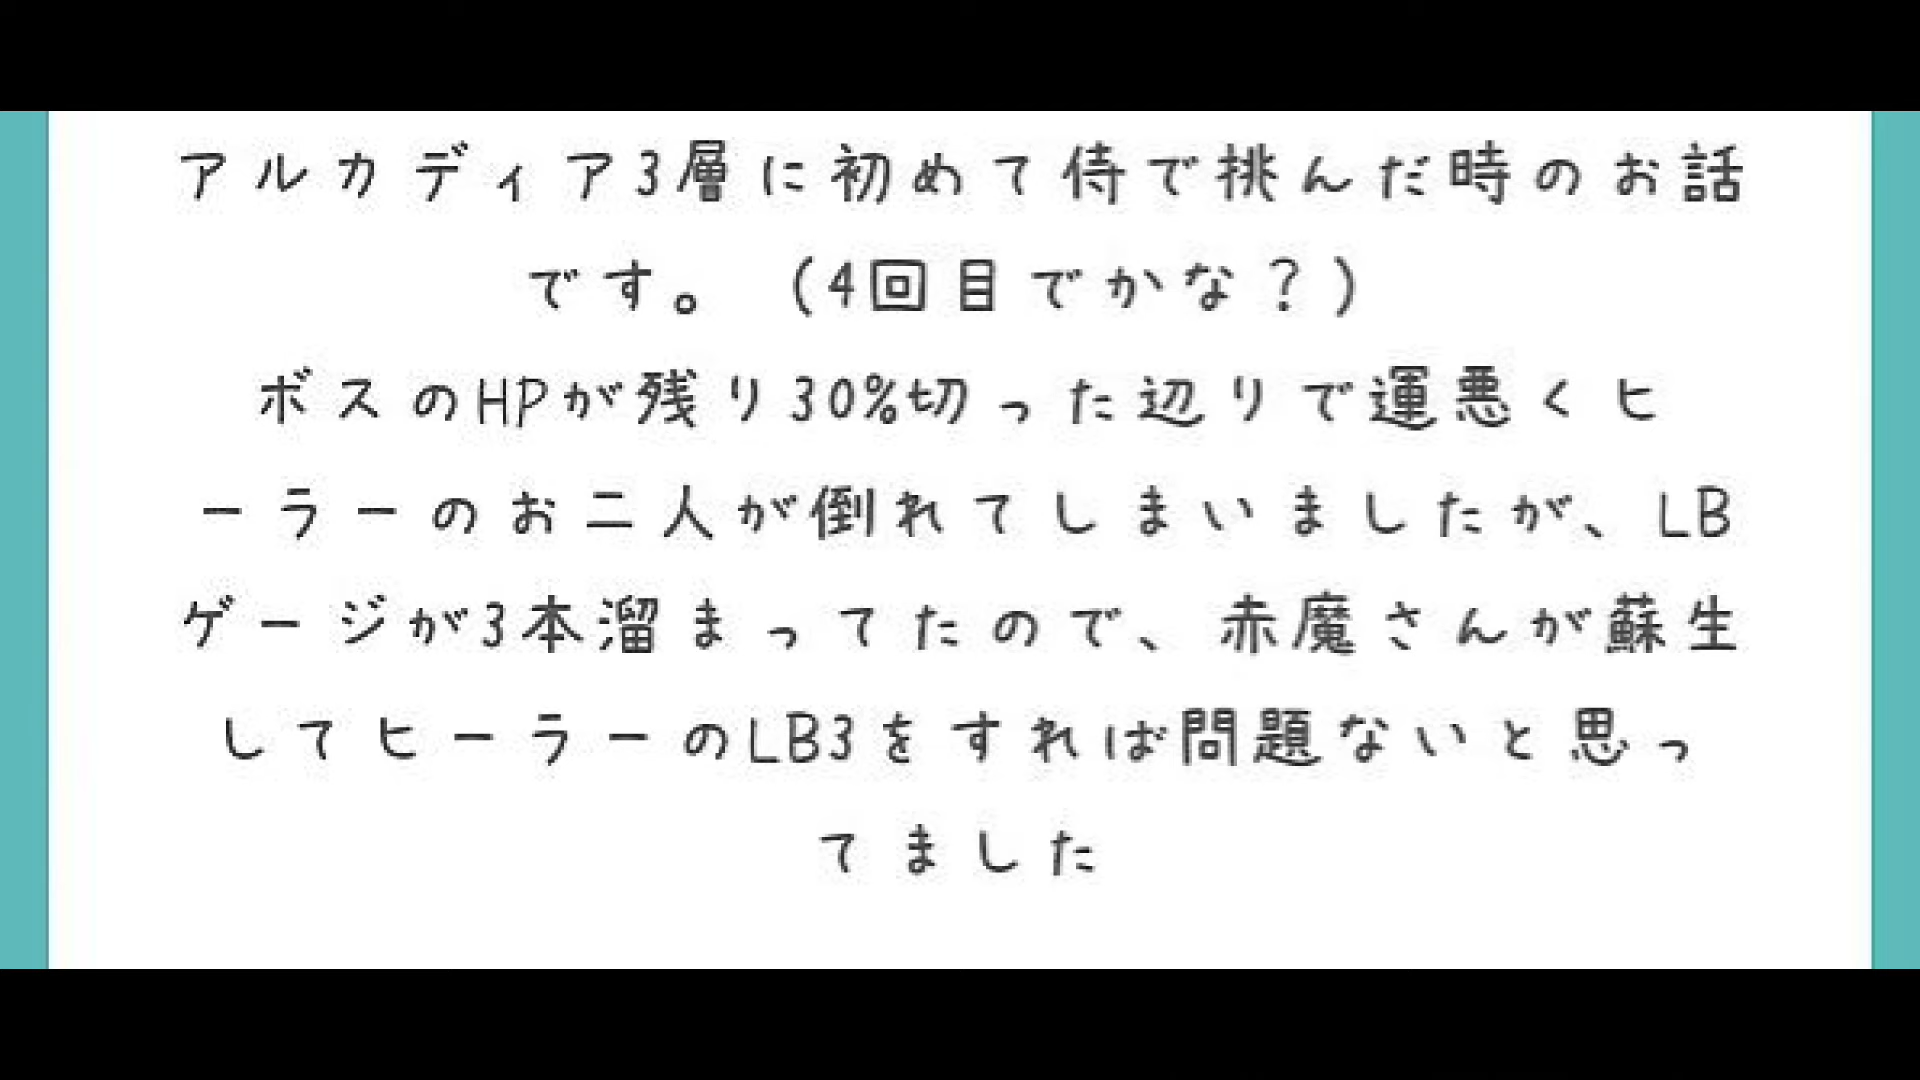 アルカディア3層に初めて侍で挑んだ時のお話
です。（4回目でかな？）
ボスのHPが残り30%切った辺りで運悪くヒ
ーラーのお二人が倒れてしまいましたが、LB
ゲージが3本溜まってたので、赤魔さんが蘇生
してヒーラーのLB3をすれば問題ないと思っ
てました